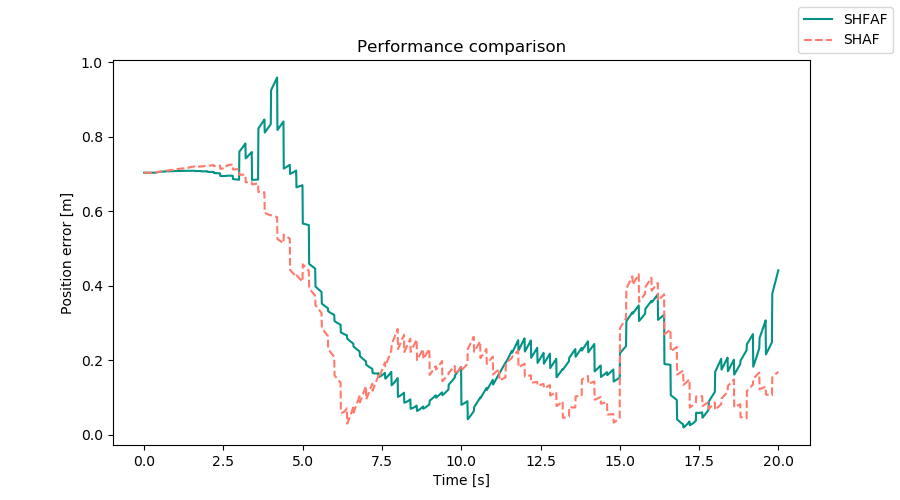 SHFAF
SHAF
Performance comparison
Position error [m]
1.0
0.8
0.6
0.4
0.2
0.0
0.0 2.5 5.0 7.5 10.0 12.5 15.0 17.5 20.0
Time [s]